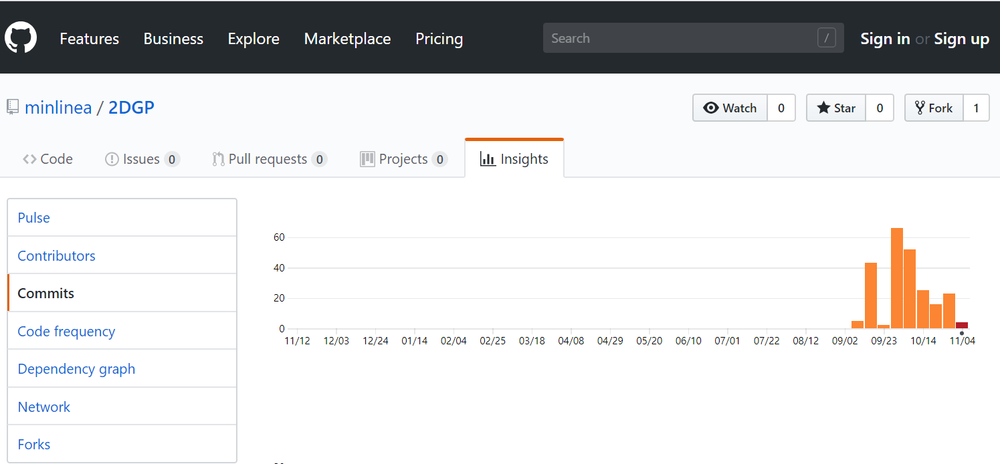 Features Business Explore Marketplace Pricing Search / Sign in or Sign up
minlinea / 2DGP Watch 0 Star 0 Fork 1
Code Issues 0 Pull requests 0 Projects 0 Insights
Pulse
Contributors
Commits
Code frequency
Dependency graph
Network
Forks
60
40
20
0
11/12 12/03 12/24 01/14 02/04 02/25 03/18 04/08 04/29 05/20 06/10 07/01 07/22 08/12 09/02 09/23 10/14 11/04